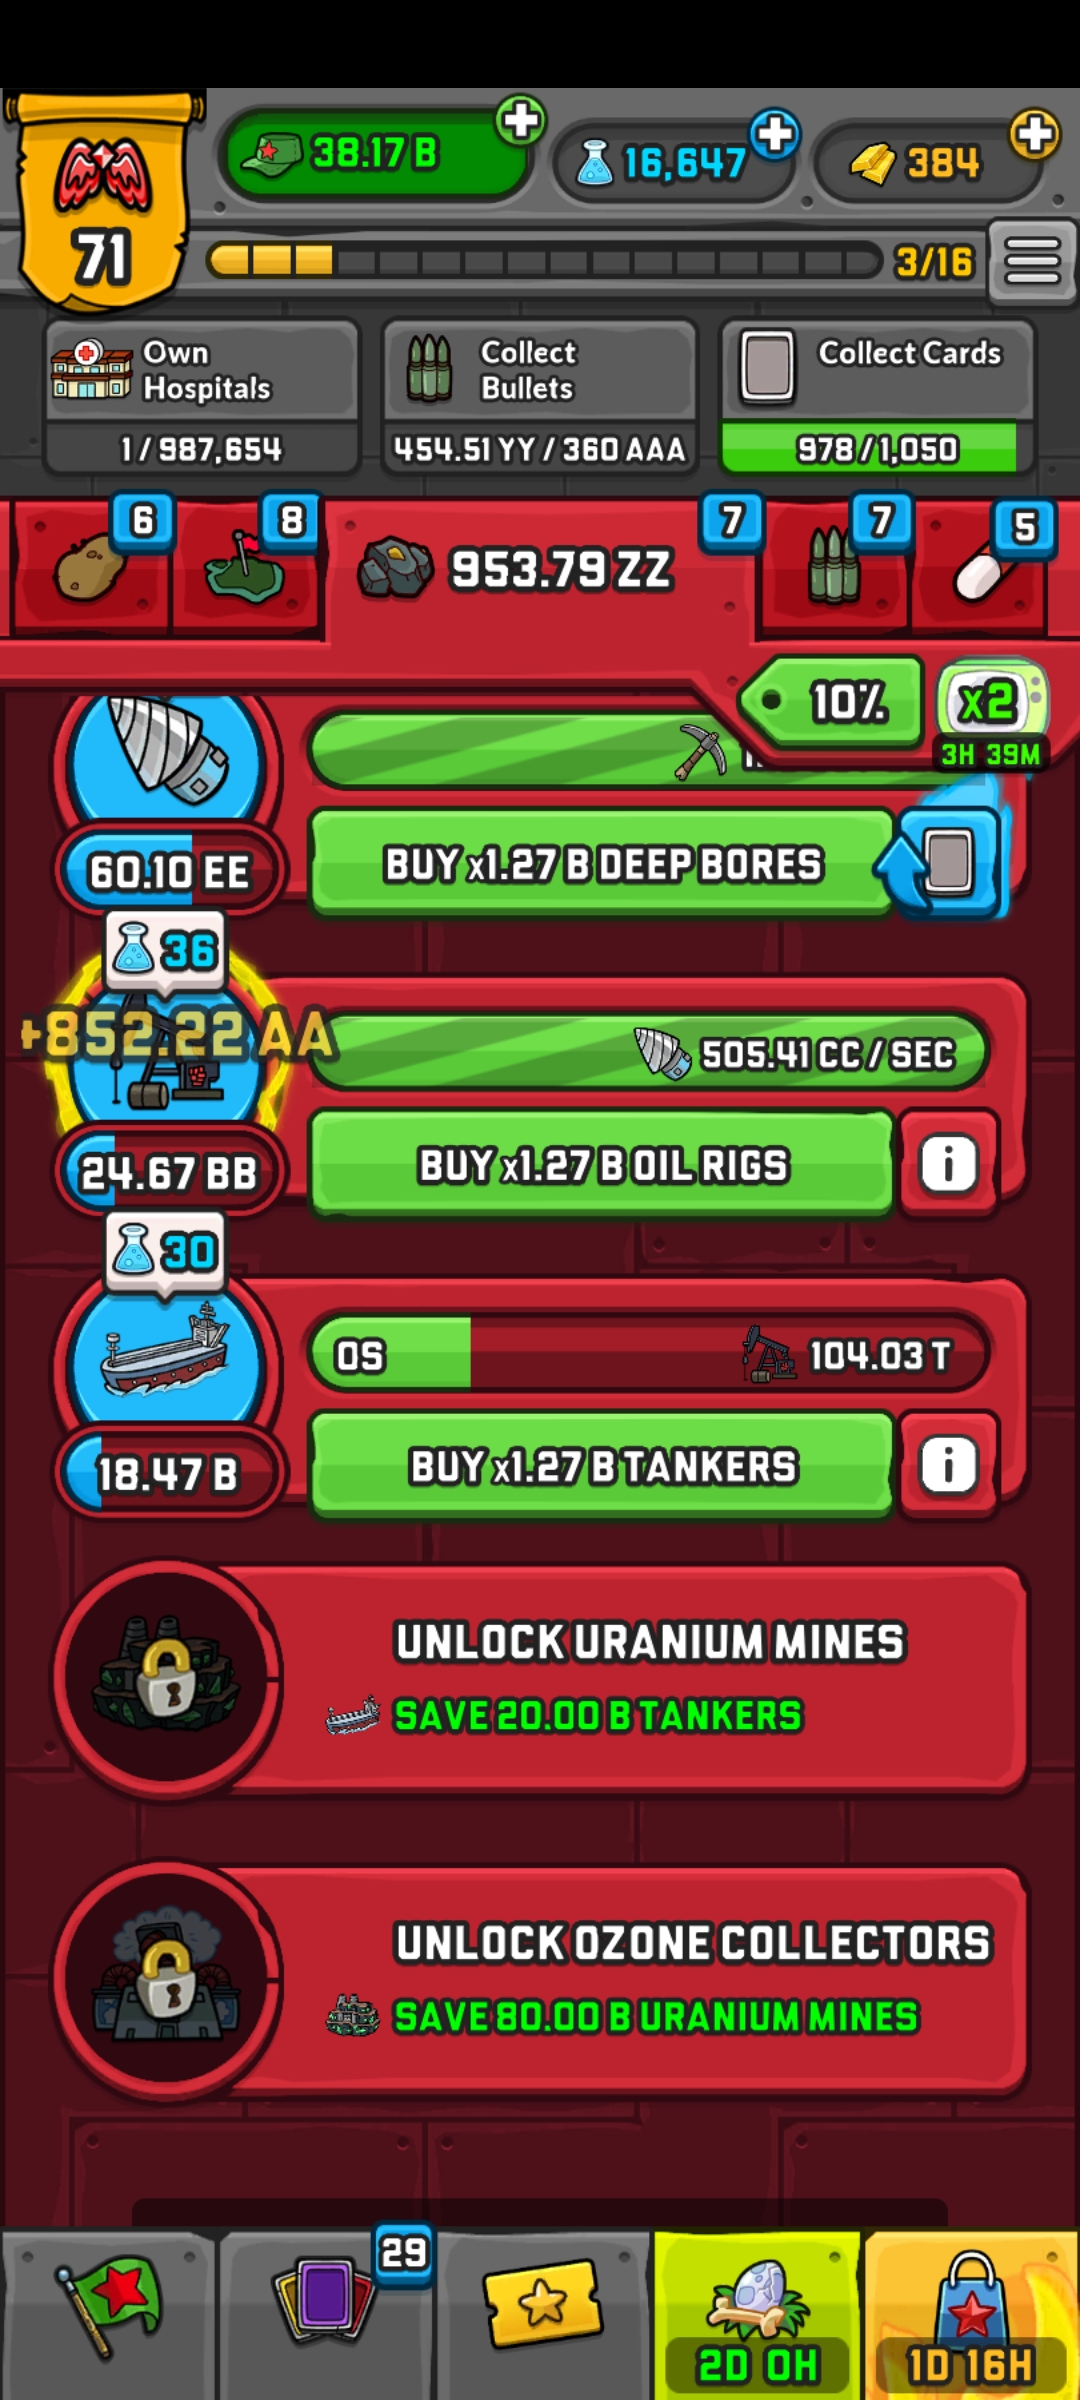 71
38.17 B
16,647
384
3/16
Own
Hospitals
1/987,654
Collect
Bullets
454.51 YY/360 AAA
Collect Cards
978/1,050
6
8
953.79 ZZ
7
7
5
10%
x2
3H 39M
60.10 EE
BUY x1.27 B DEEP BORES
36
+852.22 AA
505.41 CC/SEC
24.67 BB
BUY x1.27 B OIL RIGS
i
30
0S
104.03 T
18.47 B
BUY x1.27 B TANKERS
i
UNLOCK URANIUM MINES
SAVE 20.00 B TANKERS
UNLOCK OZONE COLLECTORS
SAVE 80.00 B URANIUM MINES
29
2D 0H
1D 16H